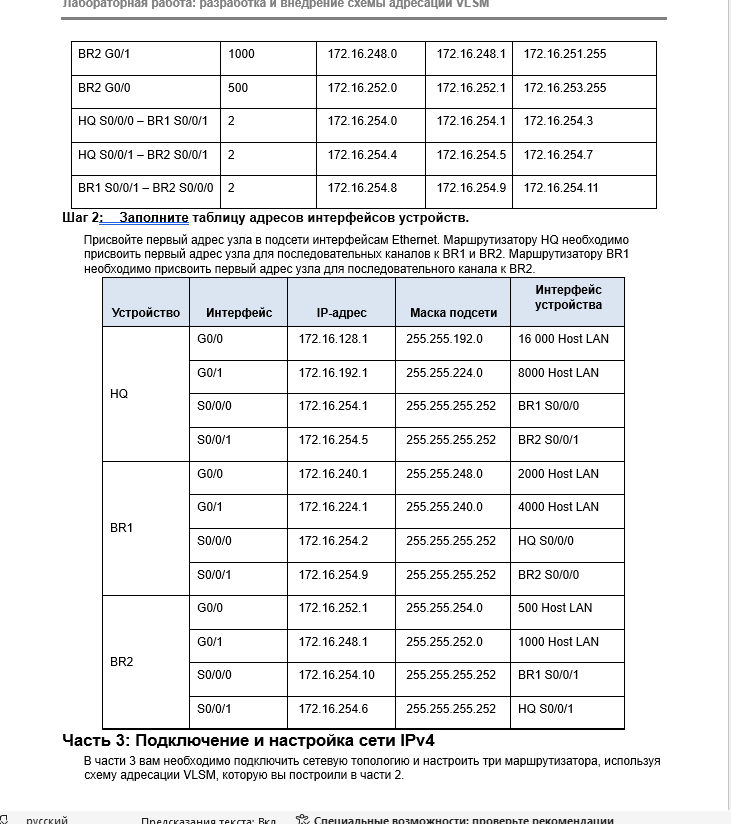 Лабораторная работа: разработка и внедрение схемы адресации VLSM
BR2 G0/1 1000 172.16.248.0 172.16.248.1 172.16.251.255
BR2 G0/0 500 172.16.252.0 172.16.252.1 172.16.253.255
HQ S0/0/0 – BR1 S0/0/1 2 172.16.254.0 172.16.254.1 172.16.254.3
HQ S0/0/1 – BR2 S0/0/1 2 172.16.254.4 172.16.254.5 172.16.254.7
BR1 S0/0/1 – BR2 S0/0/0 2 172.16.254.8 172.16.254.9 172.16.254.11
Шаг 2: Заполните таблицу адресов интерфейсов устройств.
Присвойте первый адрес узла в подсети интерфейсам Ethernet. Маршрутизатору HQ необходимо
присвоить первый адрес узла для последовательных каналов к BR1 и BR2. Маршрутизатору BR1
необходимо присвоить первый адрес узла для последовательного канала к BR2.
Устройство Интерфейс IP-адрес Маска подсети Интерфейс устройства
HQ
G0/0 172.16.128.1 255.255.192.0 16 000 Host LAN
G0/1 172.16.192.1 255.255.224.0 8000 Host LAN
S0/0/0 172.16.254.1 255.255.255.252 BR1 S0/0/0
S0/0/1 172.16.254.5 255.255.255.252 BR2 S0/0/1
BR1
G0/0 172.16.240.1 255.255.248.0 2000 Host LAN
G0/1 172.16.224.1 255.255.240.0 4000 Host LAN
S0/0/0 172.16.254.2 255.255.255.252 HQ S0/0/0
S0/0/1 172.16.254.9 255.255.255.252 BR2 S0/0/0
BR2
G0/0 172.16.252.1 255.255.254.0 500 Host LAN
G0/1 172.16.248.1 255.255.252.0 1000 Host LAN
S0/0/0 172.16.254.10 255.255.255.252 BR1 S0/0/1
S0/0/1 172.16.254.6 255.255.255.252 HQ S0/0/1
Часть 3: Подключение и настройка сети IPv4
В части 3 вам необходимо подключить сетевую топологию и настроить три маршрутизатора, используя
схему адресации VLSM, которую вы построили в части 2.
русский Предсказания текста: Вкл. Специальные возможности: проверьте рекомендации